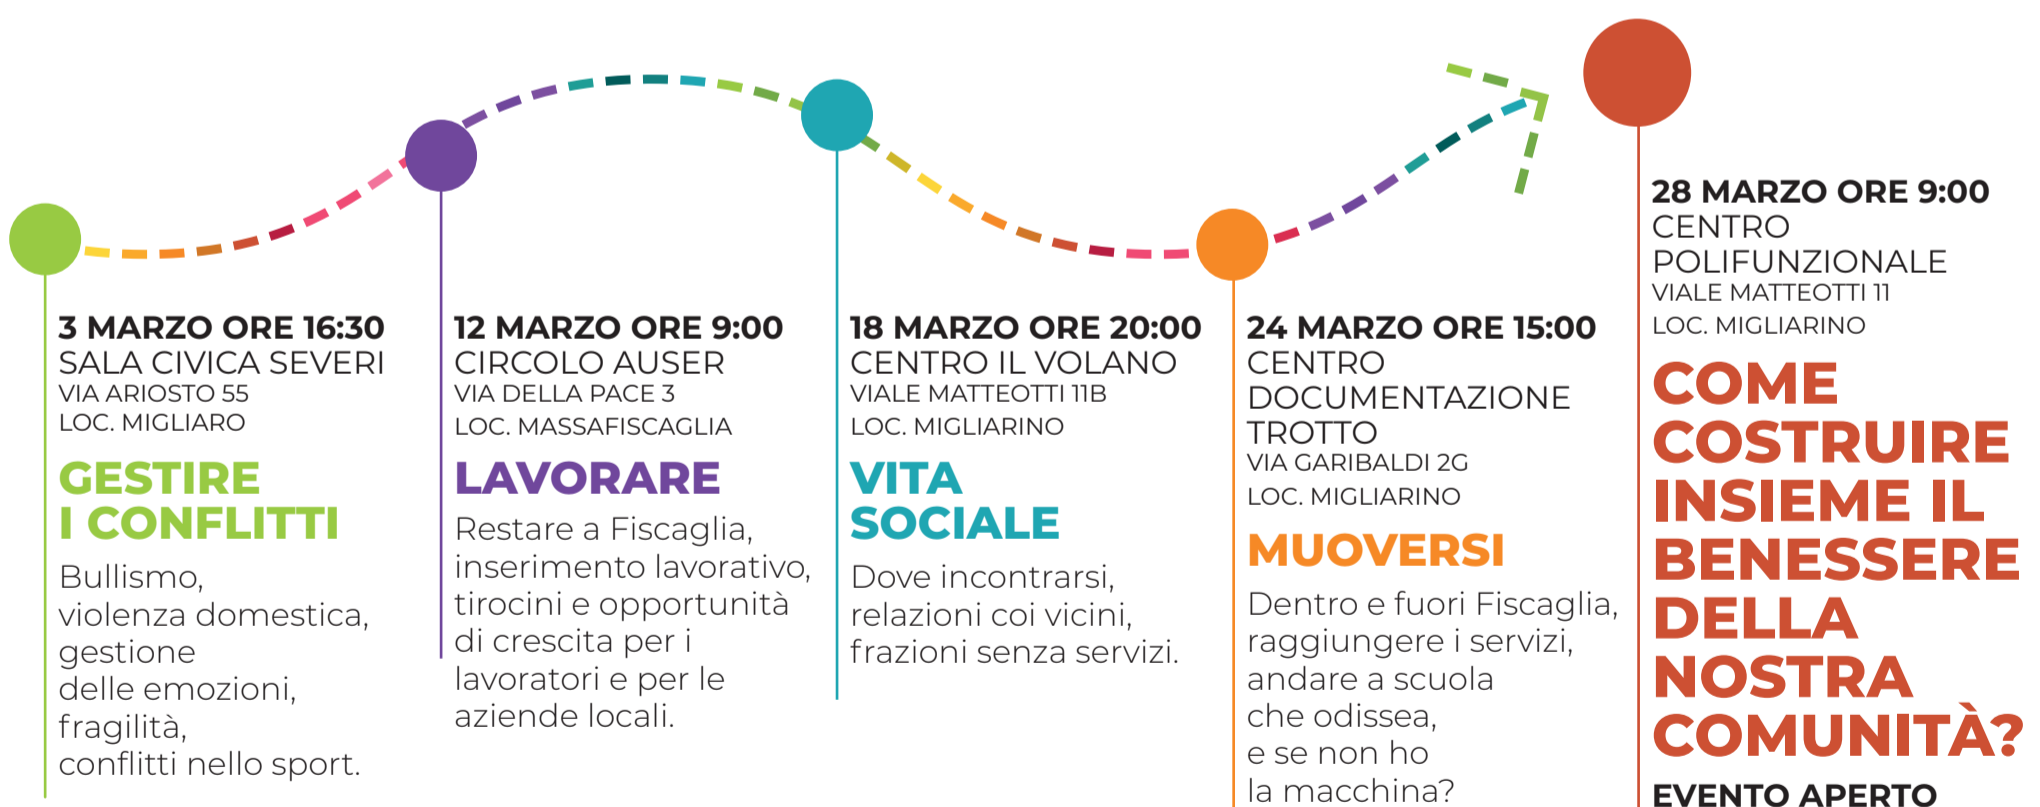 3 MARZO ORE 16:30
SALA CIVICA SEVERI
VIA ARIOSTO 55
LOC. MIGLIARO
GESTIRE
I CONFLITTI
Bullismo,
violenza domestica,
gestione
delle emozioni,
fragilità,
conflitti nello sport.
12 MARZO ORE 9:00
CIRCOLO AUSER
VIA DELLA PACE 3
LOC. MASSAFISCAGLIA
LAVORARE
Restare a Fiscaglia,
inserimento lavorativo,
tirocini e opportunità
di crescita per i
lavoratori e per le
aziende locali.
18 MARZO ORE 20:00
CENTRO IL VOLANO
VIALE MATTEOTTI 11B
LOC. MIGLIARINO
VITA
SOCIALE
Dove incontrarsi,
relazioni coi vicini,
frazioni senza servizi.
24 MARZO ORE 15:00
CENTRO
DOCUMENTAZIONE
TROTTO
VIA GARIBALDI 2G
LOC. MIGLIARINO
MUOVERSI
Dentro e fuori Fiscaglia,
raggiungere i servizi,
andare a scuola
che odissea,
e se non ho
la macchina?
28 MARZO ORE 9:00
CENTRO
POLIFUNZIONALE
VIALE MATTEOTTI 11
LOC. MIGLIARINO
COME
COSTRUIRE
INSIEME IL
BENESSERE
DELLA
NOSTRA
COMUNITÀ?
EVENTO APERTO